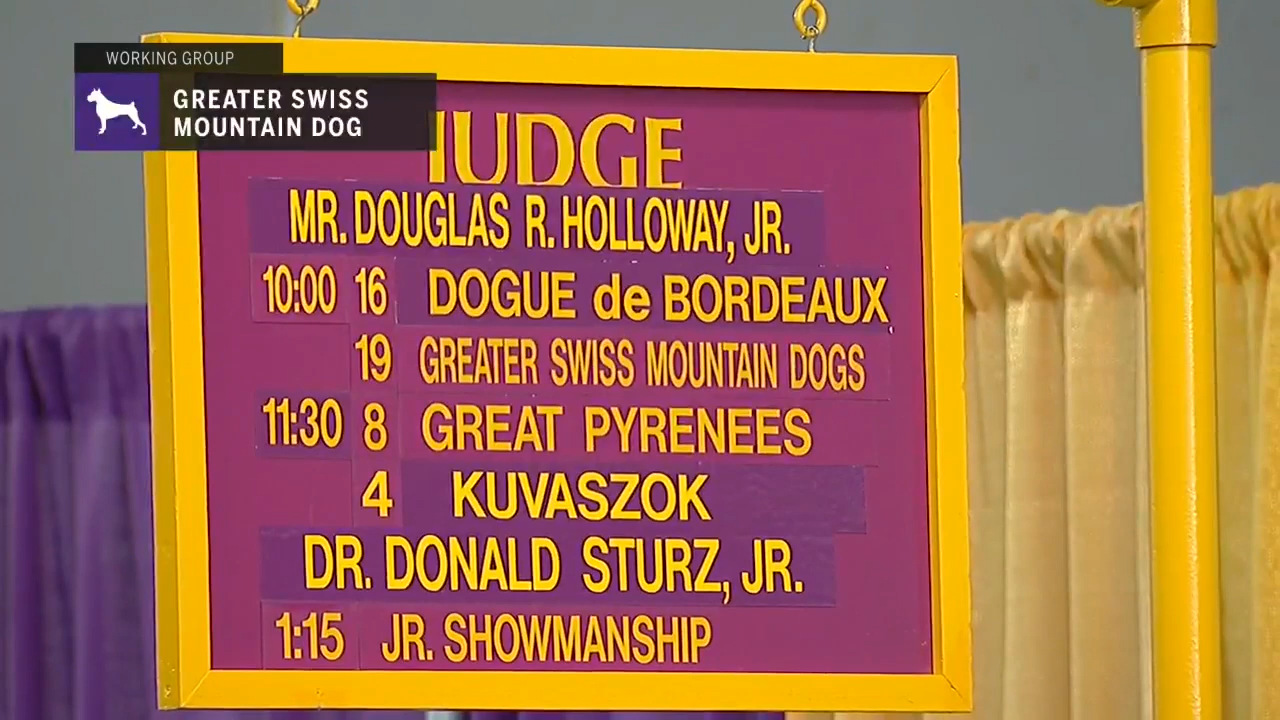 WORKING GROUP
GREATER SWISS
MOUNTAIN DOG
JUDGE
MR. DOUGLAS R. HOLLOWAY, JR.
10:00 16 DOGUE de BORDEAUX
19 GREATER SWISS MOUNTAIN DOGS
11:30 8 GREAT PYRENEES
4 KUVASZOK
DR. DONALD STURZ, JR.
1:15 JR. SHOWMANSHIP